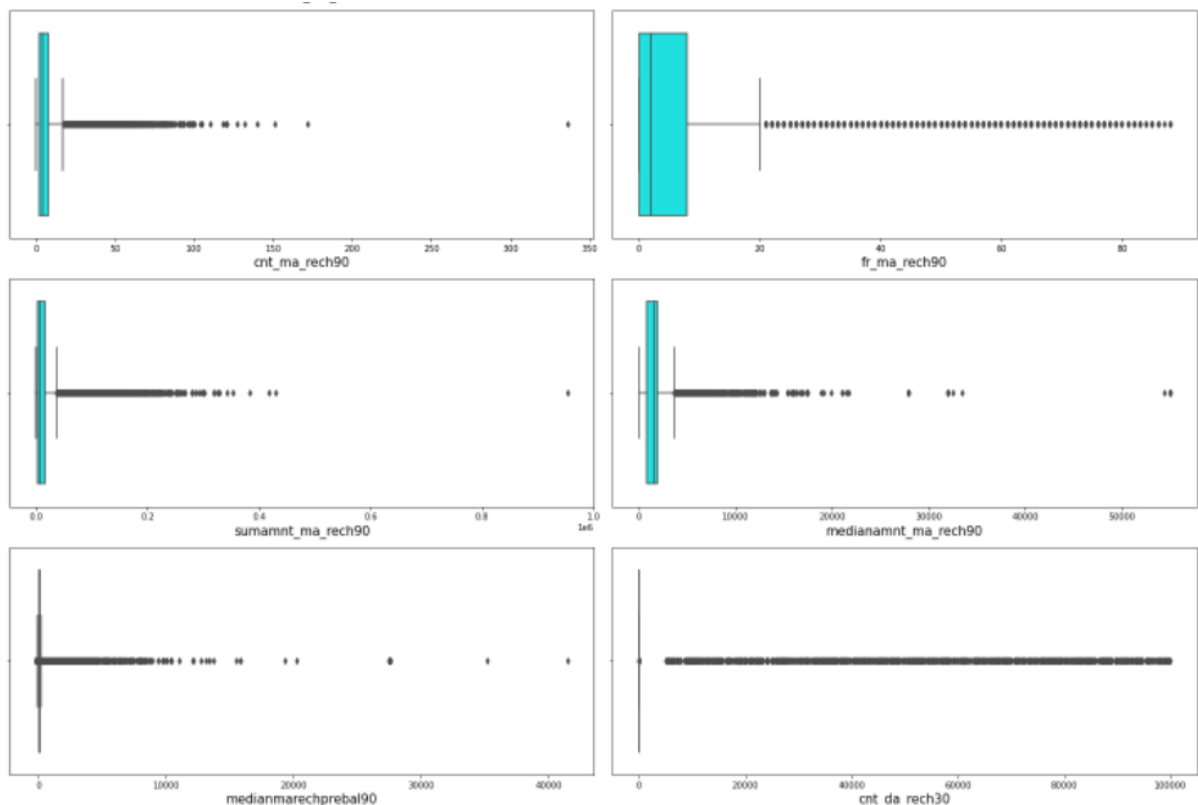 0 50 100 150 200 250 300 350
cnt_ma_rech90
0 20 40 60 80
fr_ma_rech90
0.0 0.2 0.4 0.6 0.8 1.0
1e6
sumamnt_ma_rech90
0 10000 20000 30000 40000 50000
medianamnt_ma_rech90
0 10000 20000 30000 40000
medianmarechprebal90
0 20000 40000 60000 80000 100000
cnt_da_rech30